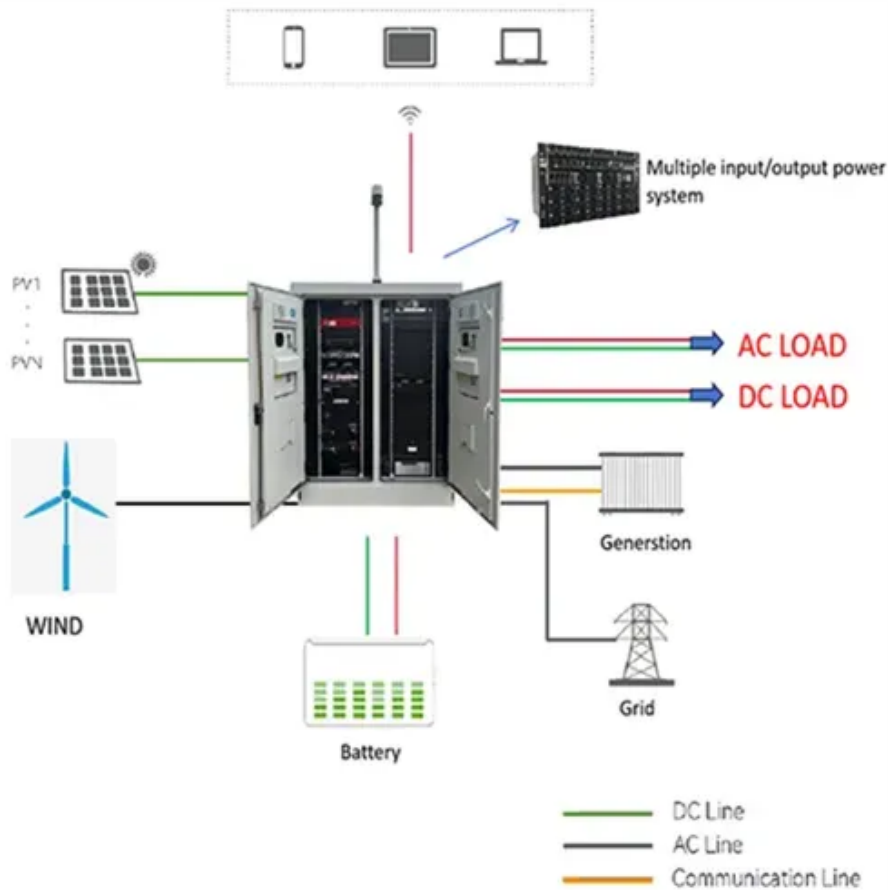 Multiple input/output power
system
PV1
PVN
AC LOAD
DC LOAD
Generstion
WIND
Grid
Battery
DC Line
AC Line
Communication Line